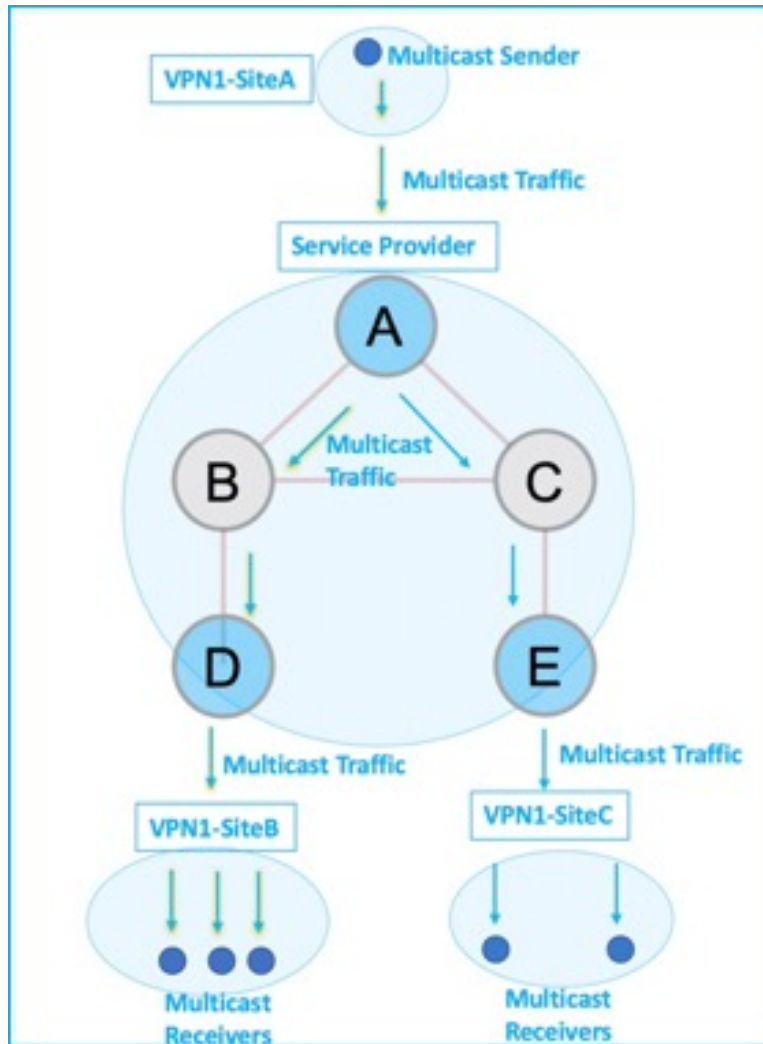 Multicast Sender
VPN1-SiteA
Multicast Traffic
Service Provider
A
Multicast
Traffic
B
C
D
E
Multicast Traffic
Multicast Traffic
VPN1-SiteB
VPN1-SiteC
Multicast
Receivers
Multicast
Receivers